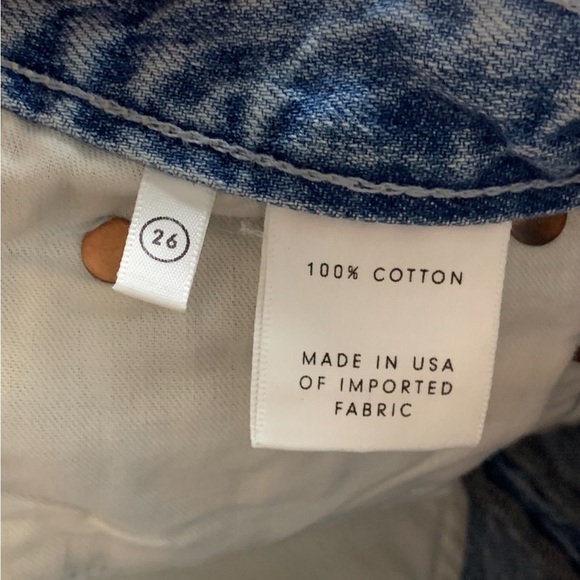 26
100% COTTON
MADE IN USA
OF IMPORTED
FABRIC